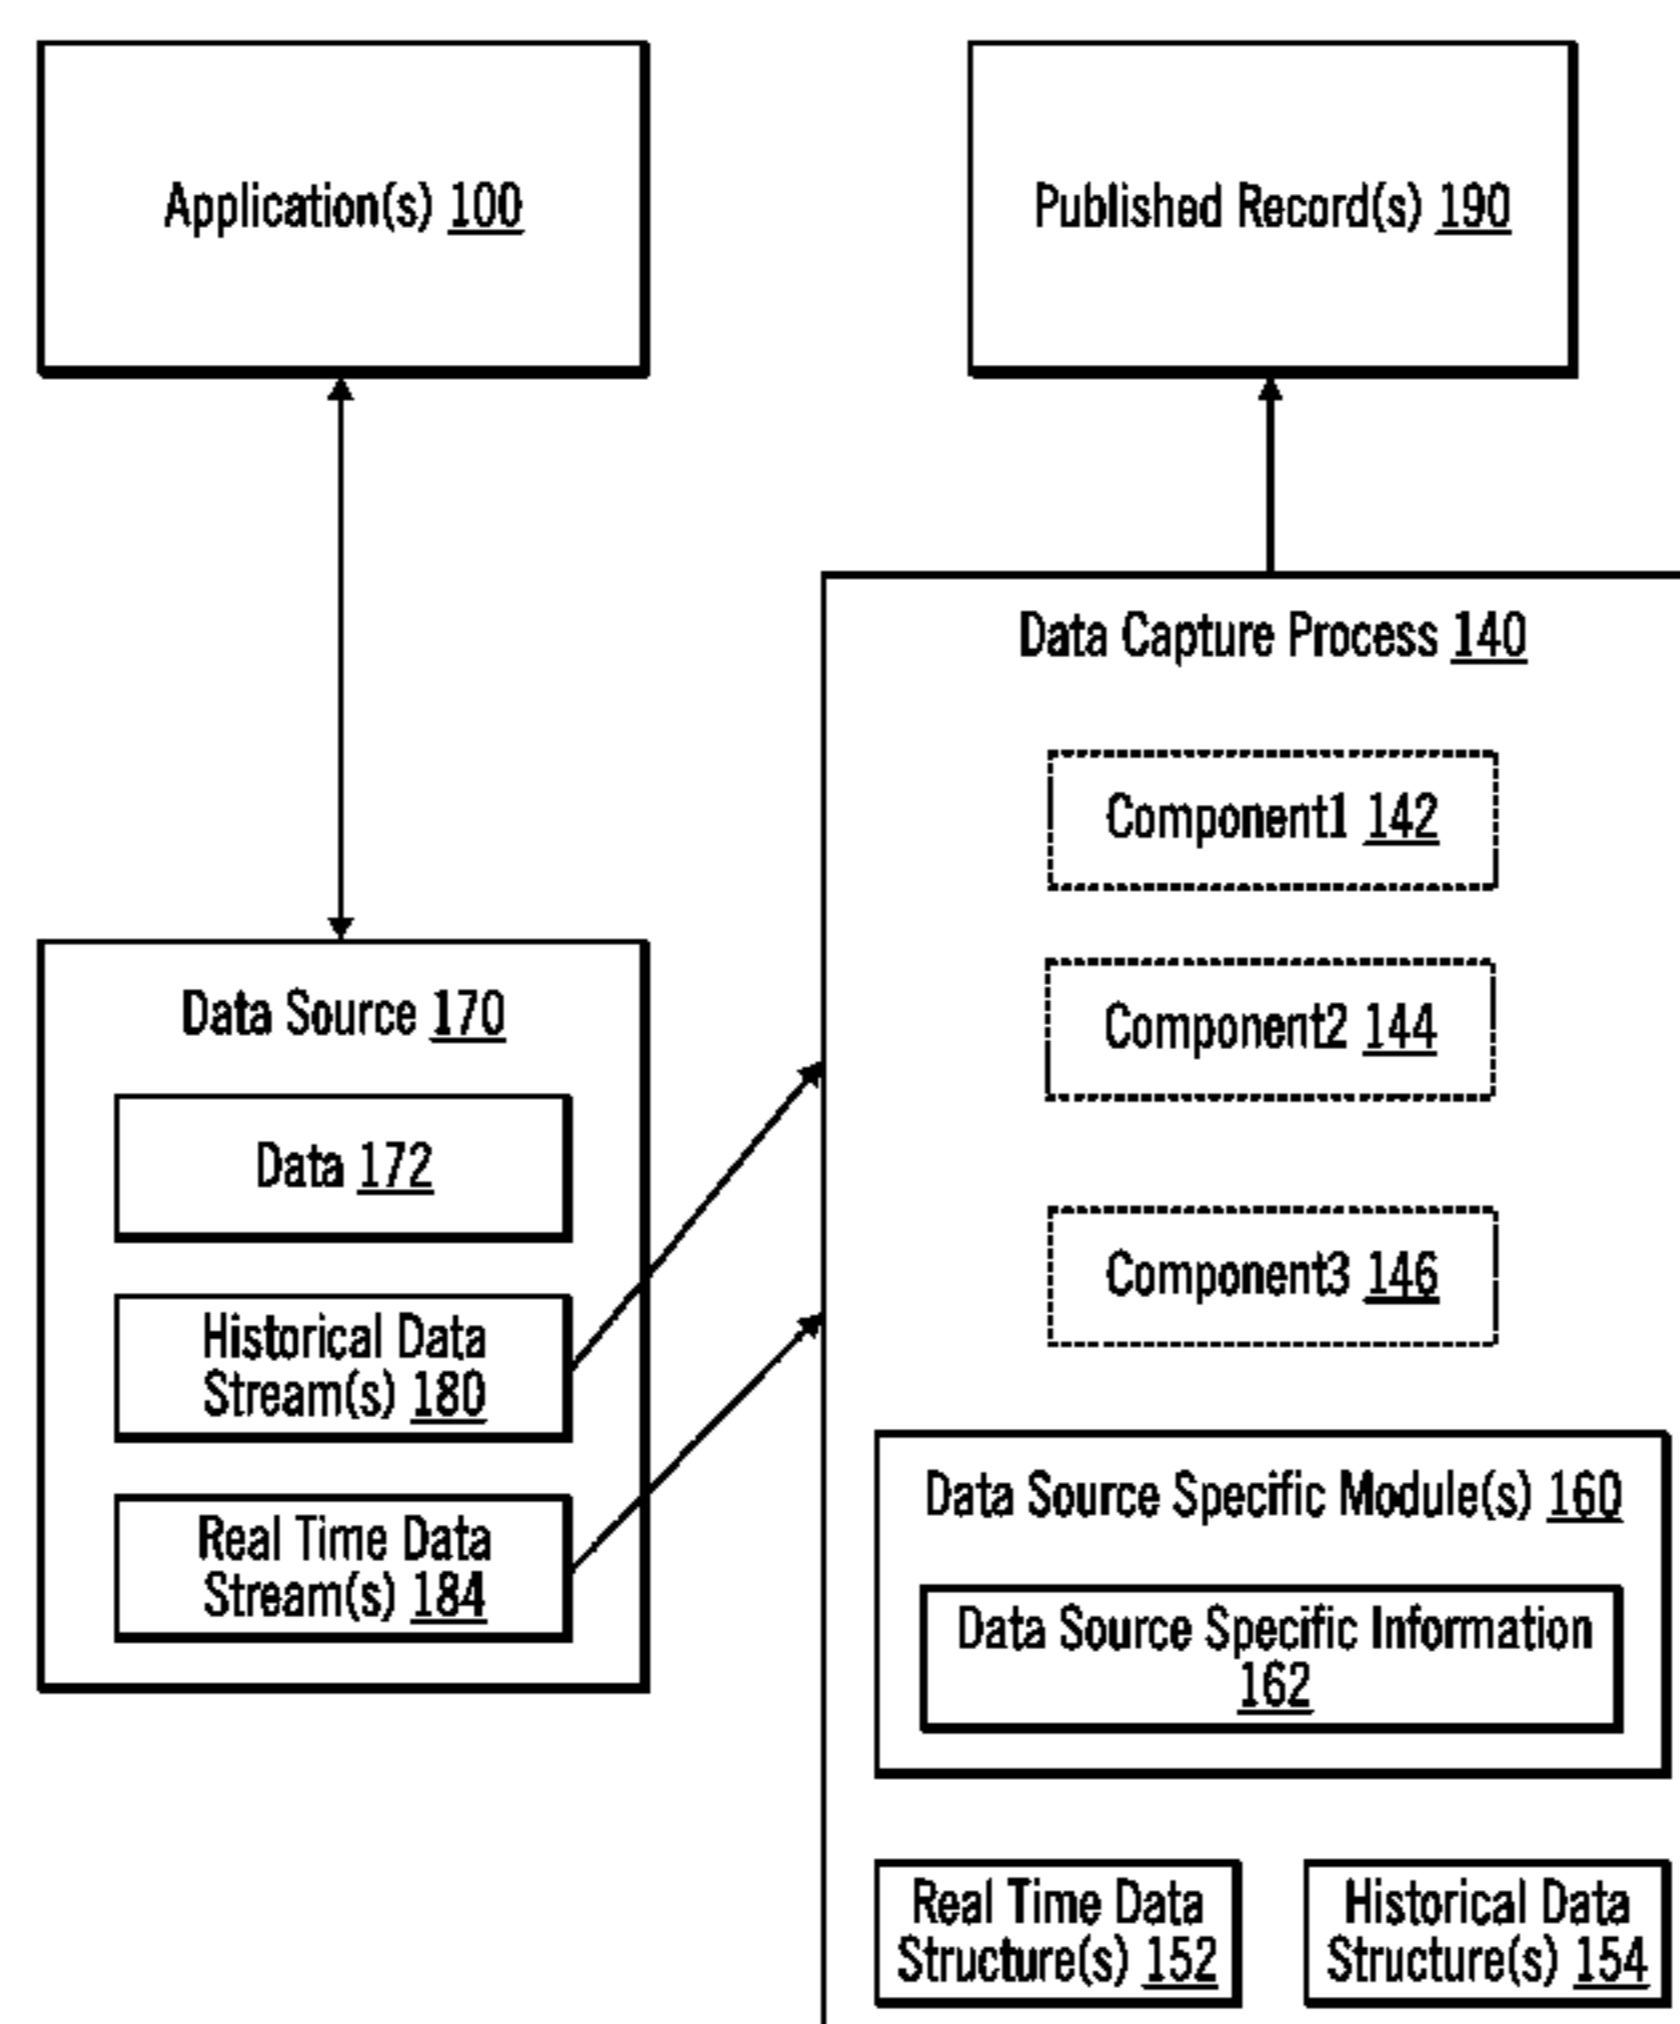 Application(s) 100
Published Record(s) 190
Data Capture Process 140
Component1 142
Component2 144
Component3 146
Data Source 170
Data 172
Historical Data
Stream(s) 180
Real Time Data
Stream(s) 184
Data Source Specific Module(s) 160
Data Source Specific Information
162
Real Time Data
Structure(s) 152
Historical Data
Structure(s) 154